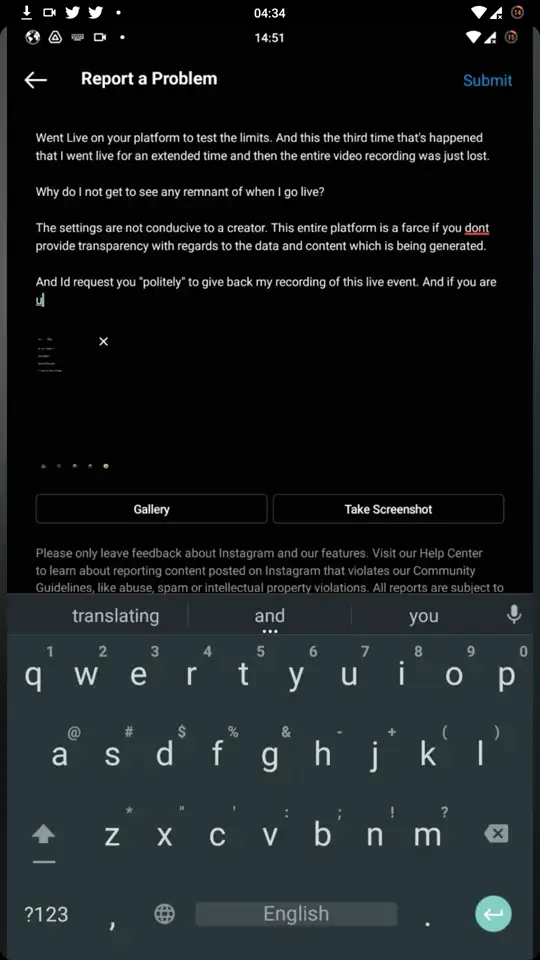 04:34
14
14:51
15
Report a Problem
Submit
Went Live on your platform to test the limits. And this the third time that's happened
that I went live for an extended time and then the entire video recording was just lost.
Why do I not get to see any remnant of when I go live?
The settings are not conducive to a creator. This entire platform is a farce if you dont
provide transparency with regards to the data and content which is being generated.
And Id request you "politely" to give back my recording of this live event. And if you are
u
Gallery
Take Screenshot
Please only leave feedback about Instagram and our features. Visit our Help Center
to learn about reporting content posted on Instagram that violates our Community
Guidelines, like abuse, spam or intellectual property violations. All reports are subject to
translating and you
1 2 3 4 5 6 7 8 9 0
q w e r t y u i o p
@ # $ % & - + ( )
a s d f g h j k l
* " ' : ; ! ?
z x c v b n m
?123 , English .